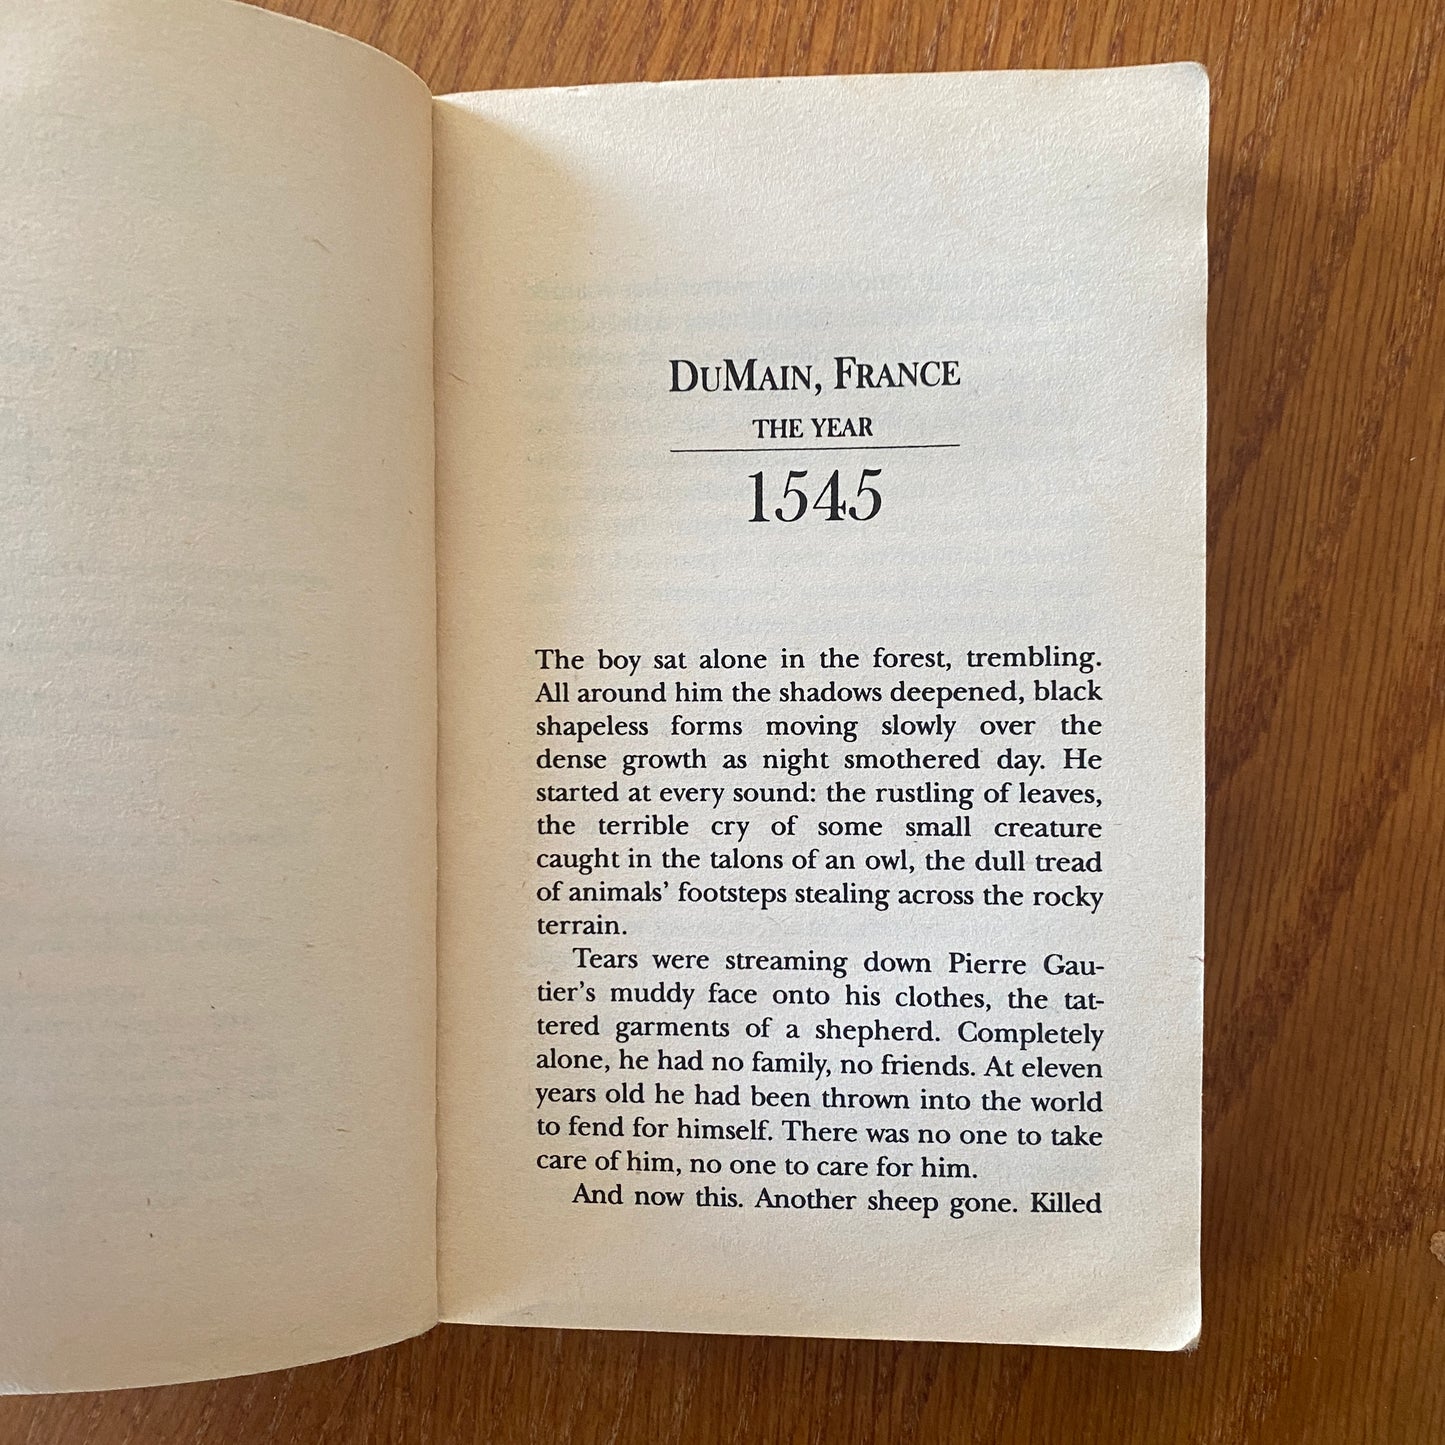 DUMAIN, FRANCE
THE YEAR
1545
The boy sat alone in the forest, trembling.
All around him the shadows deepened, black
shapeless forms moving slowly over the
dense growth as night smothered day. He
started at every sound: the rustling of leaves,
the terrible cry of some small creature
caught in the talons of an owl, the dull tread
of animals’ footsteps stealing across the rocky
terrain.
Tears were streaming down Pierre Gau-
tier’s muddy face onto his clothes, the tat-
tered garments of a shepherd. Completely
alone, he had no family, no friends. At eleven
years old he had been thrown into the world
to fend for himself. There was no one to take
care of him, no one to care for him.
And now this. Another sheep gone. Killed